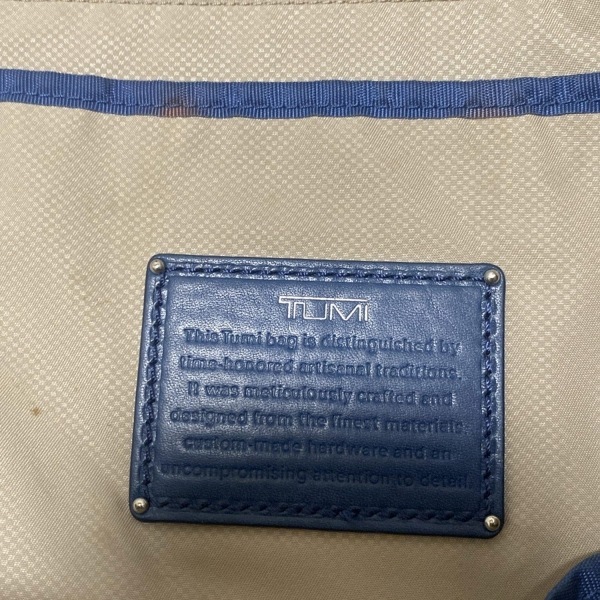 TUMI
This Tumi bag is distinguished by
time-honored artisanal traditions.
It was meticulously crafted and
designed from the finest materials
custom-made hardware and an
uncompromising attention to detail.